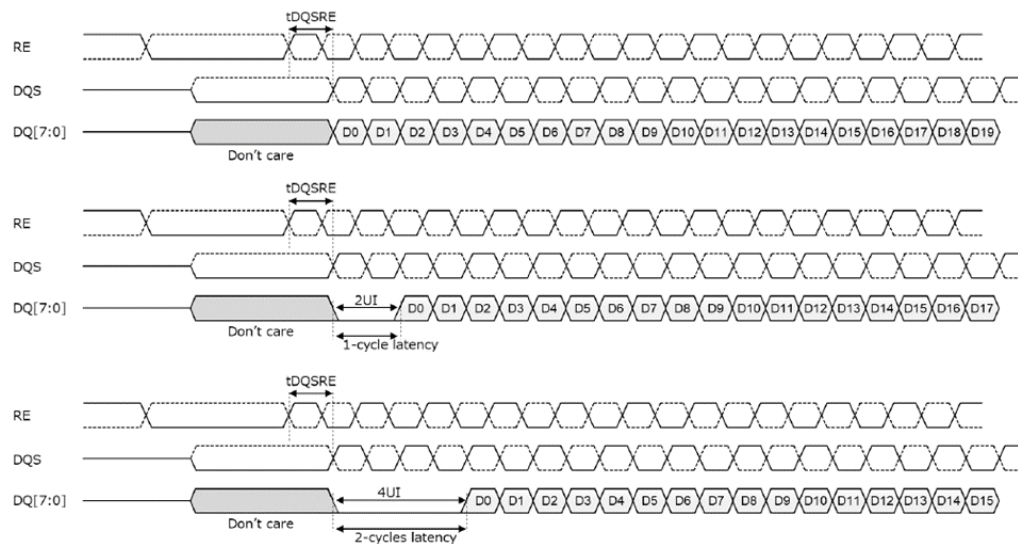 tDQSRE
RE
DQS
DQ[7:0] D0 D1 D2 D3 D4 D5 D6 D7 D8 D9 D10 D11 D12 D13 D14 D15 D16 D17 D18 D19
Don't care
tDQSRE
RE
DQS
2UI
DQ[7:0] D0 D1 D2 D3 D4 D5 D6 D7 D8 D9 D10 D11 D12 D13 D14 D15 D16 D17
Don't care
1-cycle latency
tDQSRE
RE
DQS
4UI
DQ[7:0] D0 D1 D2 D3 D4 D5 D6 D7 D8 D9 D10 D11 D12 D13 D14 D15
Don't care
2-cycles latency